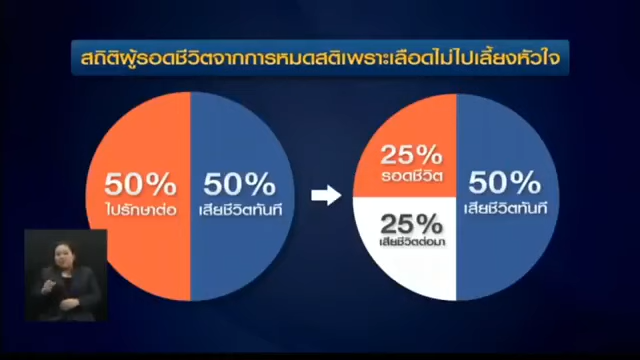 สถิติผู้รอดชีวิตจากการหมดสติเพราะเลือดไม่ไปเลี้ยงหัวใจ
50%
ไปรักษาต่อ
50%
เสียชีวิตทันที
25%
รอดชีวิต
25%
เสียชีวิตต่อมา
50%
เสียชีวิตทันที